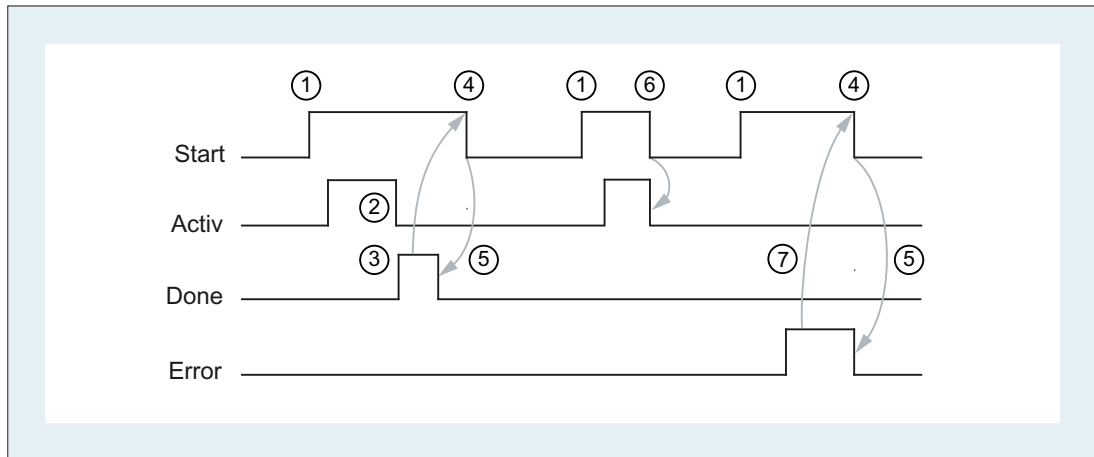 ① ④ ① ⑥ ① ④
Start
Activ ②
③ ⑤ ⑦ ⑤
Done
Error